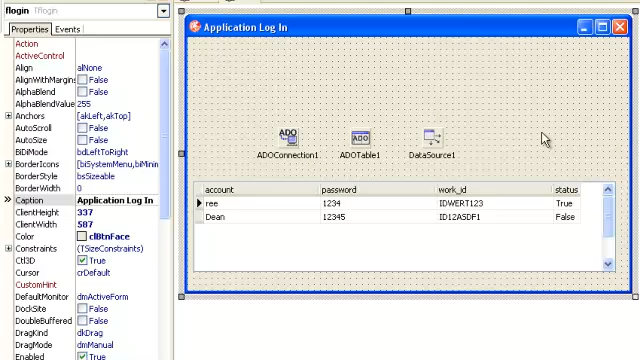 flogin Tflogin
Properties Events
Action
ActiveControl
Align alNone
AlignWithMargins False
AlphaBlend False
AlphaBlendValue 255
Anchors [akLeft,akTop]
AutoScroll False
AutoSize False
BiDiMode bdLeftToRight
BorderIcons [biSystemMenu,biMinin
BorderStyle bsSizeable
BorderWidth 0
Caption Application Log In
ClientHeight 337
ClientWidth 587
Color clBtnFace
Constraints (TSizeConstraints)
Ctl3D True
Cursor crDefault
CustomHint
DefaultMonitor dmActiveForm
DockSite False
DoubleBuffered False
DragKind dkDrag
DragMode dmManual
Enabled True
Application Log In
ADO ADO
ADOConnection1 ADOTable1 DataSource1
account password work_id status
ree 1234 IDWERT123 True
Dean 12345 ID12ASDF1 False